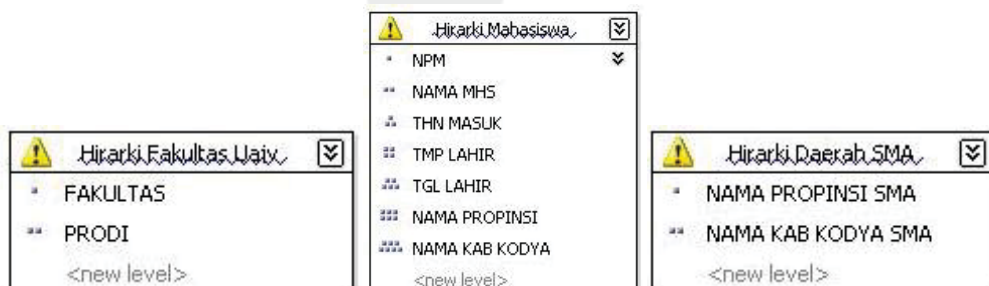 Hirarki Mahasiswa
NPM
NAMA MHS
THN MASUK
TMP LAHIR
TGL LAHIR
NAMA PROPINSI
NAMA KAB KODYA
<new level>
Hirarki Fakultas Univ
FAKULTAS
PRODI
<new level>
Hirarki Daerah SMA
NAMA PROPINSI SMA
NAMA KAB KODYA SMA
<new level>